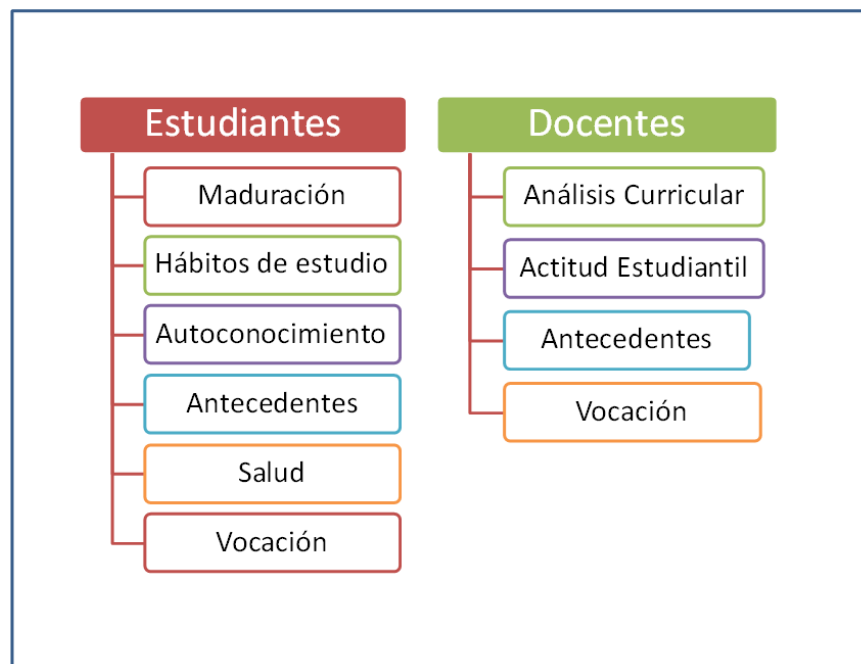 Estudiantes
Maduración
Hábitos de estudio
Autoconocimiento
Antecedentes
Salud
Vocación
Docentes
Análisis Curricular
Actitud Estudiantil
Antecedentes
Vocación